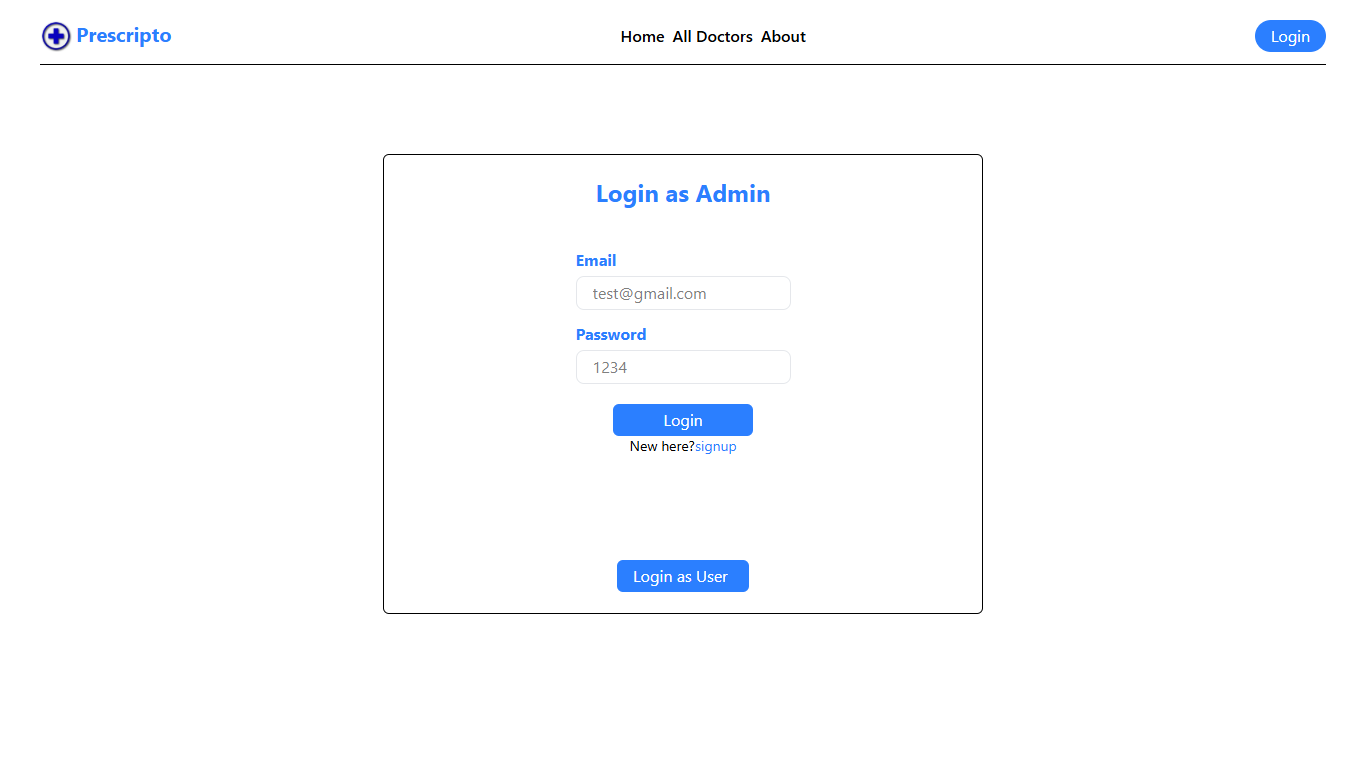 Prescripto
Home All Doctors About
Login
Login as Admin
Email
test@gmail.com
Password
1234
Login
New here?signup
Login as User